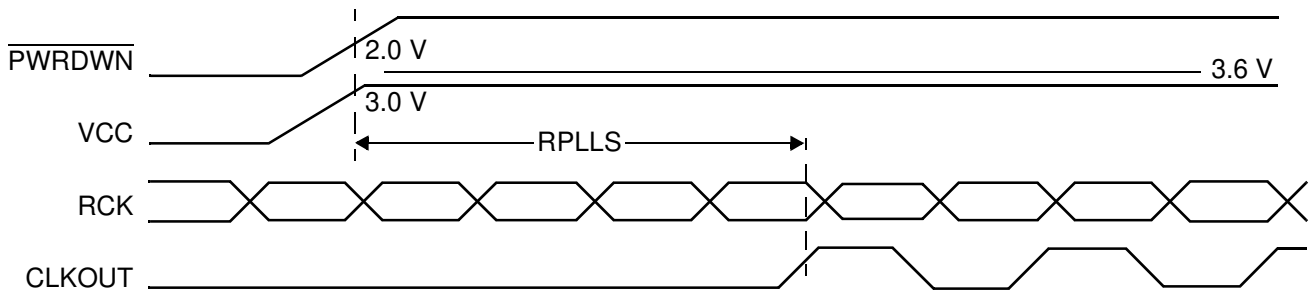 PWRDWN
2.0 V
3.6 V
3.0 V
VCC
RPLLS
RCK
CLKOUT